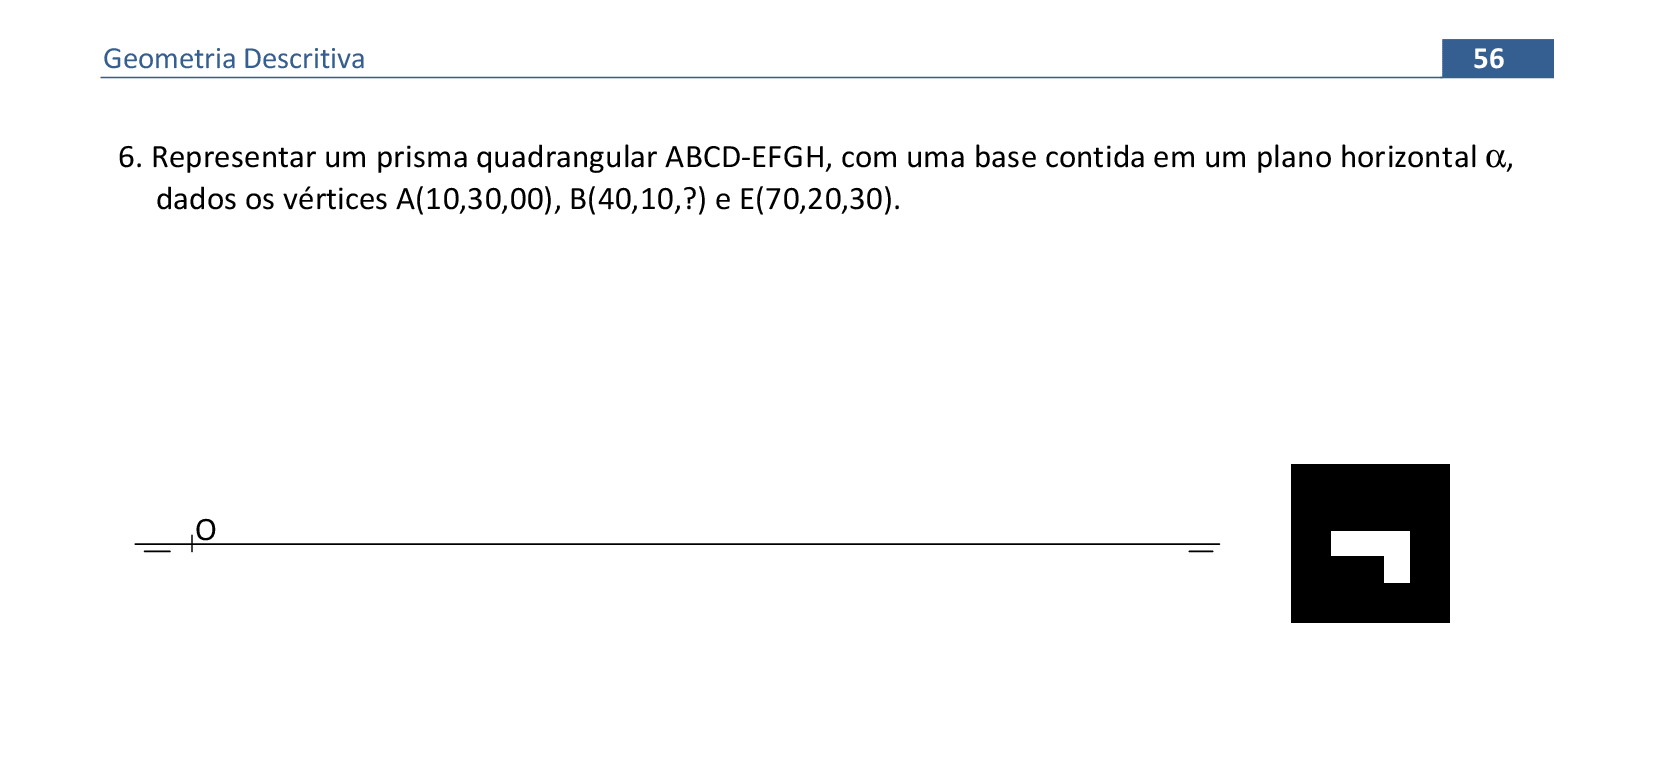 Geometria Descritiva 56
6. Representar um prisma quadrangular ABCD-EFGH, com uma base contida em um plano horizontal α,
dados os vértices A(10,30,00), B(40,10,?) e E(70,20,30).
O